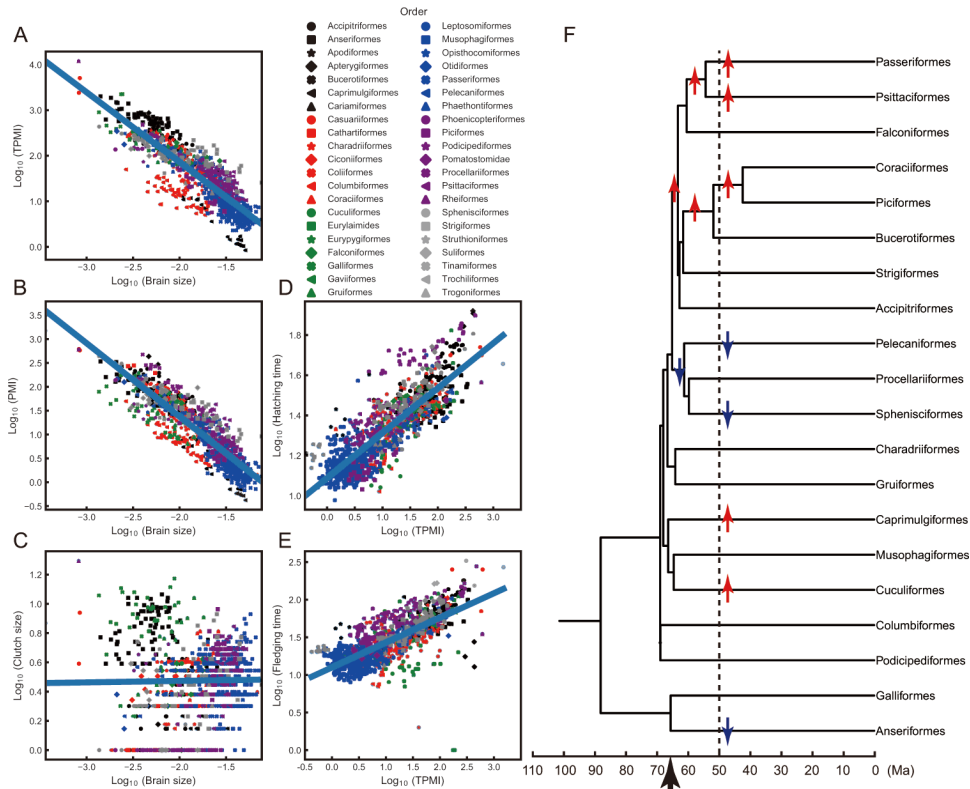 Order
Accipitriformes
Anseriformes
Apodiformes
Apterygiformes
Bucerotiformes
Caprimulgiformes
Cariamiformes
Casuariiformes
Cathartiformes
Charadriiformes
Ciconiiformes
Coliiformes
Columbiformes
Coraciiformes
Cuculiformes
Eurylaimides
Eurypygiformes
Falconiformes
Galliformes
Gaviiformes
Gruiformes
Leptosomiformes
Musophagiformes
Opisthocomiformes
Otidiformes
Passeriformes
Pelecaniformes
Phaethontiformes
Phoenicopteriformes
Piciformes
Podicipediformes
Pomatostomidae
Procellariiformes
Psittaciformes
Rheiformes
Sphenisciformes
Strigiformes
Struthioniformes
Suliformes
Tinamiformes
Trochiliformes
Trogoniformes
A
Log₁₀ (TPMI)
4.0
3.0
2.0
1.0
0.0
−3.0 −2.5 −2.0 −1.5
Log₁₀ (Brain size)
B
Log₁₀ (PMI)
3.5
3.0
2.5
2.0
1.5
1.0
0.5
0.0
−0.5
−3.0 −2.5 −2.0 −1.5
Log₁₀ (Brain size)
C
Log₁₀ (Clutch size)
1.2
1.0
0.8
0.6
0.4
0.2
0.0
−3.0 −2.5 −2.0 −1.5
Log₁₀ (Brain size)
D
Log₁₀ (Hatching time)
1.8
1.6
1.4
1.2
1.0
0.0 0.5 1.0 1.5 2.0 2.5 3.0
Log₁₀ (TPMI)
E
Log₁₀ (Fledging time)
2.5
2.0
1.5
1.0
0.5
0.0
−0.5 0.0 0.5 1.0 1.5 2.0 2.5 3.0
Log₁₀ (TPMI)
F
Passeriformes
Psittaciformes
Falconiformes
Coraciiformes
Piciformes
Bucerotiformes
Strigiformes
Accipitriformes
Pelecaniformes
Procellariiformes
Sphenisciformes
Charadriiformes
Gruiformes
Caprimulgiformes
Musophagiformes
Cuculiformes
Columbiformes
Podicipediformes
Galliformes
Anseriformes
110 100 90 80 70 60 50 40 30 20 10 0 (Ma)